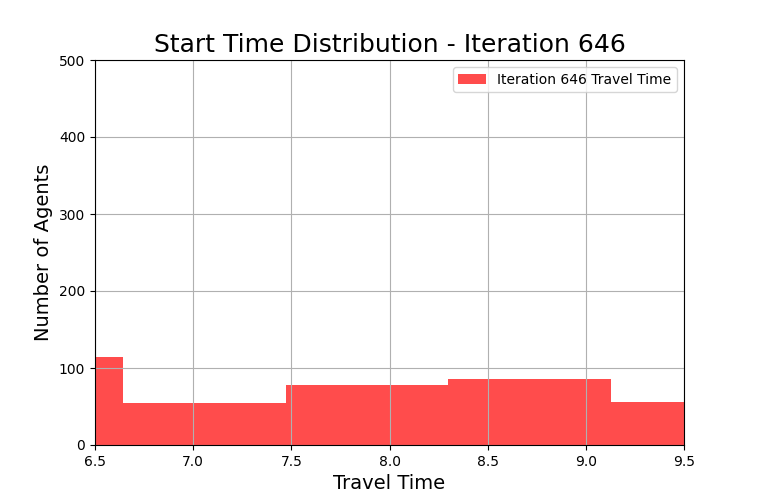 Start Time Distribution - Iteration 646
Iteration 646 Travel Time
500
400
300
200
100
0
Number of Agents
6.5 7.0 7.5 8.0 8.5 9.0 9.5
Travel Time